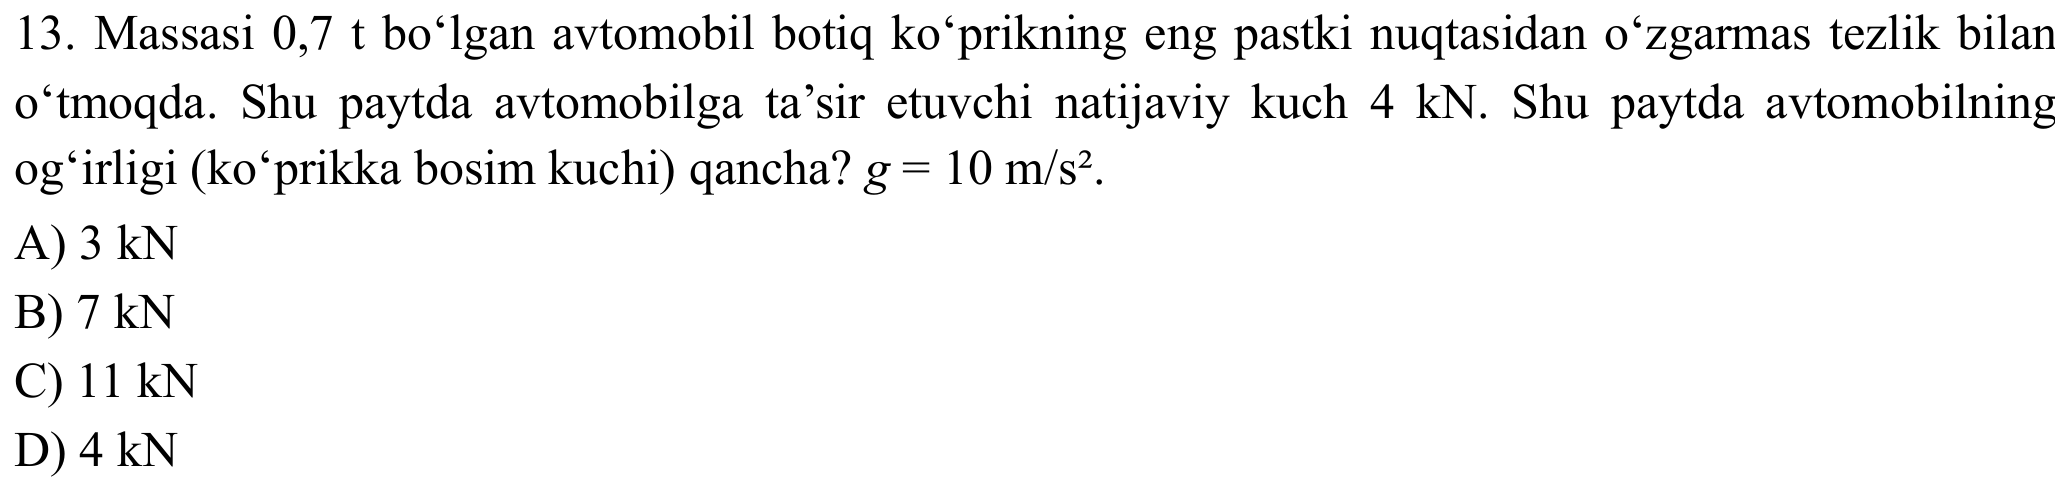 13. Massasi 0,7 t bo‘lgan avtomobil botiq ko‘prikning eng pastki nuqtasidan o‘zgarmas tezlik bilan
o‘tmoqda. Shu paytda avtomobilga ta’sir etuvchi natijaviy kuch 4 kN. Shu paytda avtomobilning
og‘irligi (ko‘prikka bosim kuchi) qancha? g = 10 m/s².
A) 3 kN
B) 7 kN
C) 11 kN
D) 4 kN